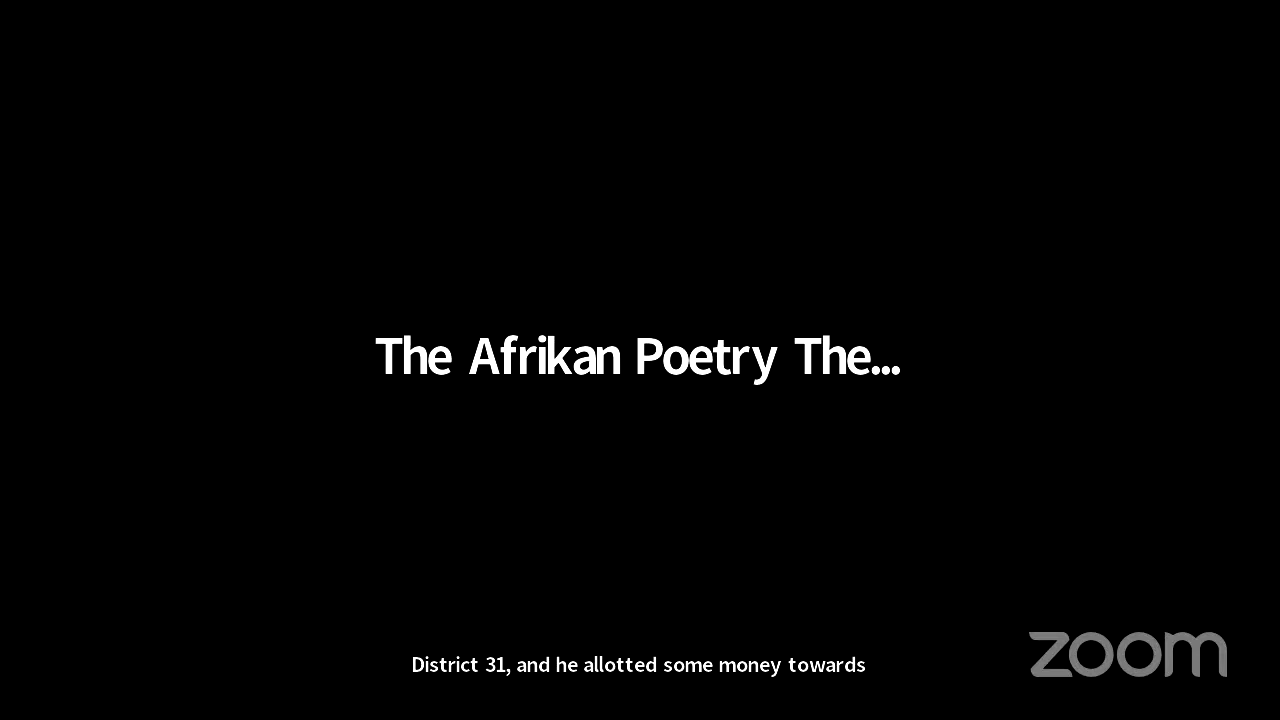 The Afrikan Poetry The...
District 31, and he allotted some money towards
zoom